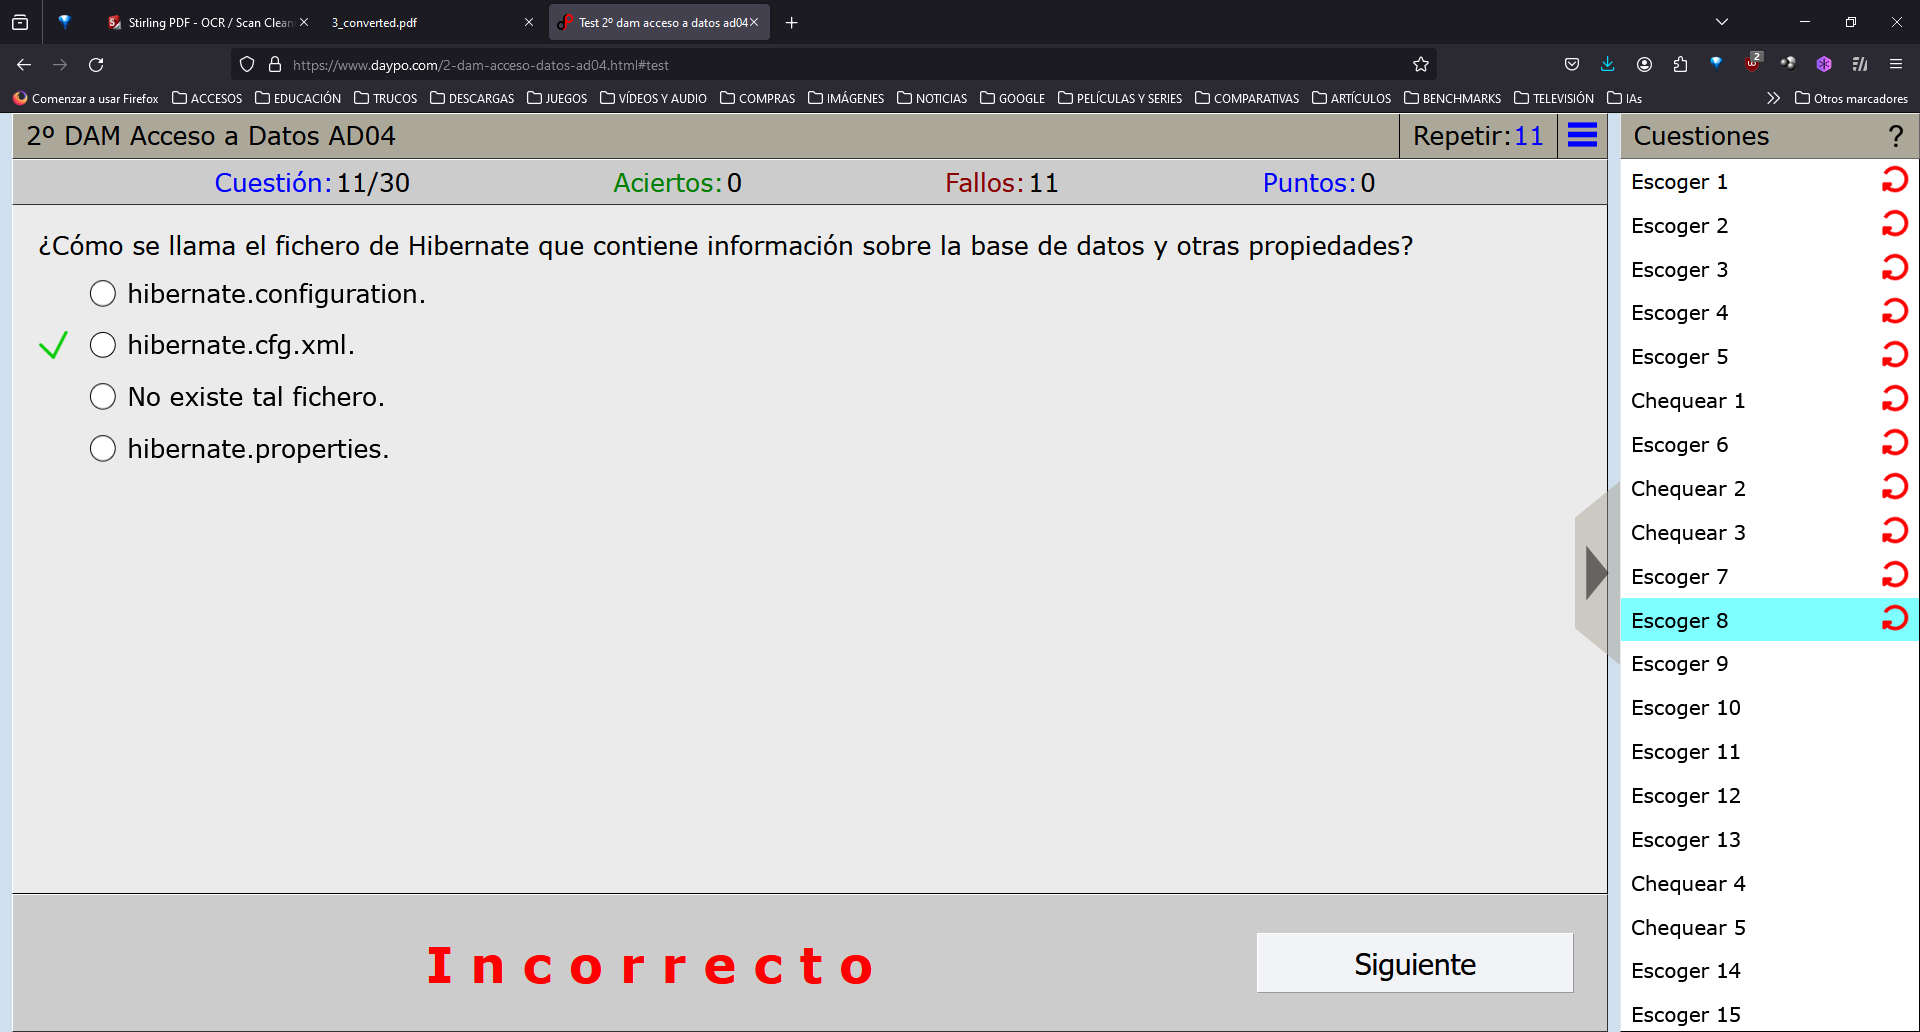 Stirling PDF - OCR / Scan Clean
3_converted.pdf
Test 2º dam acceso a datos ad04
https://www.daypo.com/2-dam-acceso-datos-ad04.html#test
2
Comenzar a usar Firefox
ACCESOS
EDUCACIÓN
TRUCOS
DESCARGAS
JUEGOS
VÍDEOS Y AUDIO
COMPRAS
IMÁGENES
NOTICIAS
GOOGLE
PELÍCULAS Y SERIES
COMPARATIVAS
ARTÍCULOS
BENCHMARKS
TELEVISIÓN
IAs
Otros marcadores
2º DAM Acceso a Datos AD04
Repetir:11
Cuestión:11/30
Aciertos:0
Fallos:11
Puntos:0
¿Cómo se llama el fichero de Hibernate que contiene información sobre la base de datos y otras propiedades?
hibernate.configuration.
hibernate.cfg.xml.
No existe tal fichero.
hibernate.properties.
Incorrecto
Siguiente
Cuestiones
?
Escoger 1
Escoger 2
Escoger 3
Escoger 4
Escoger 5
Chequear 1
Escoger 6
Chequear 2
Chequear 3
Escoger 7
Escoger 8
Escoger 9
Escoger 10
Escoger 11
Escoger 12
Escoger 13
Chequear 4
Chequear 5
Escoger 14
Escoger 15